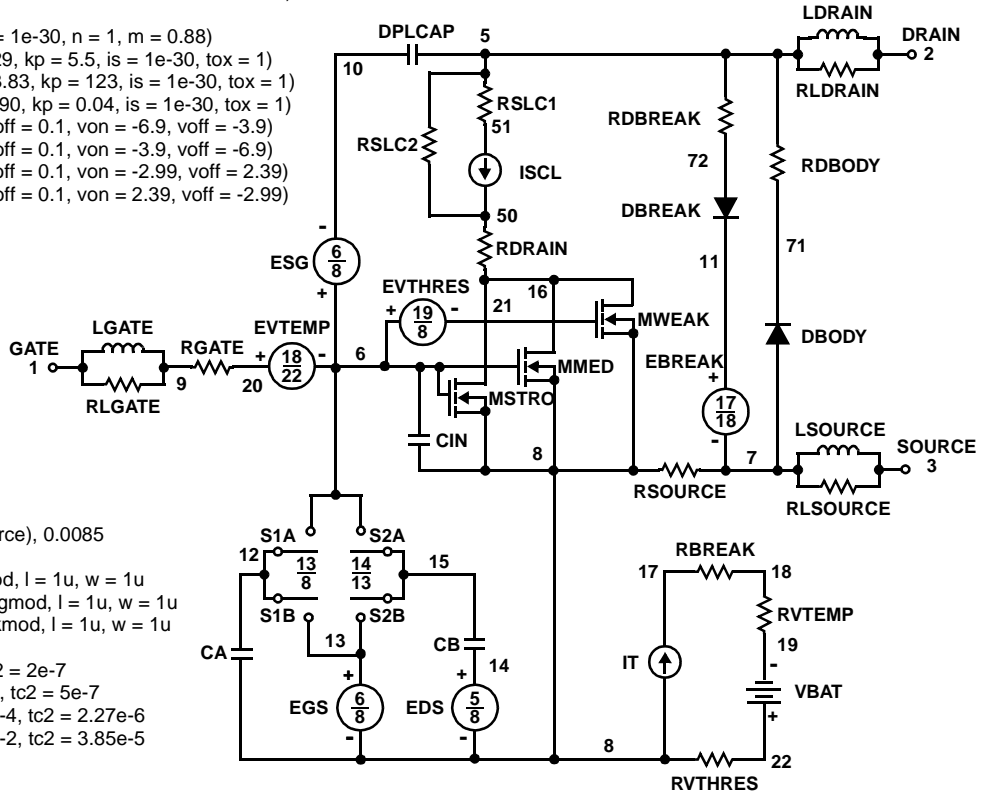 = 1e-30, n = 1, m = 0.88)
29, kp = 5.5, is = 1e-30, tox = 1)
3.83, kp = 123, is = 1e-30, tox = 1)
90, kp = 0.04, is = 1e-30, tox = 1)
off = 0.1, von = -6.9, voff = -3.9)
off = 0.1, von = -3.9, voff = -6.9)
off = 0.1, von = -2.99, voff = 2.39)
off = 0.1, von = 2.39, voff = -2.99)
LDRAIN
DPLCAP
5
DRAIN
2
10
RLDRAIN
RSLC1
51
RSLC2
ISCL
RDBREAK
72
RDBODY
DBREAK
50
RDRAIN
71
11
-
ESG
6
8
+
EVTHRES
+
19
8
-
21
16
MWEAK
LGATE
EVTEMP
GATE
1
RGATE
+
18
22
-
6
MMED
DBODY
EBREAK
+
9
20
MSTRO
RLGATE
17
18
-
LSOURCE
CIN
8
7
SOURCE
3
RSOURCE
RLSOURCE
rce), 0.0085
S1A
S2A
12
13
8
14
13
15
RBREAK
17
18
od, l = 1u, w = 1u
gmod, l = 1u, w = 1u
kmod, l = 1u, w = 1u
S1B
S2B
RVTEMP
13
CB
19
CA
IT
-
2 = 2e-7
, tc2 = 5e-7
-4, tc2 = 2.27e-6
-2, tc2 = 3.85e-5
+
+
14
VBAT
EGS
6
8
EDS
5
8
+
-
-
8
22
RVTHRES